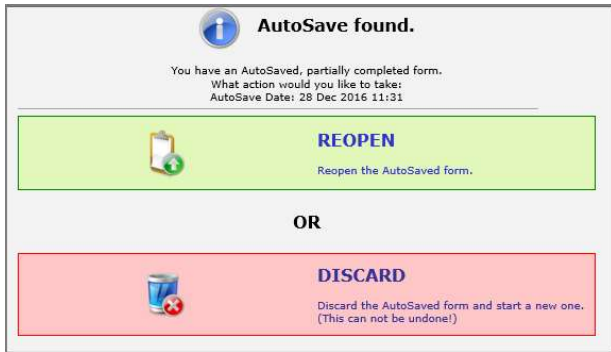 AutoSave found.
You have an AutoSaved, partially completed form.
What action would you like to take:
AutoSave Date: 28 Dec 2016 11:31
REOPEN
Reopen the AutoSaved form.
OR
DISCARD
Discard the AutoSaved form and start a new one.
(This can not be undone!)